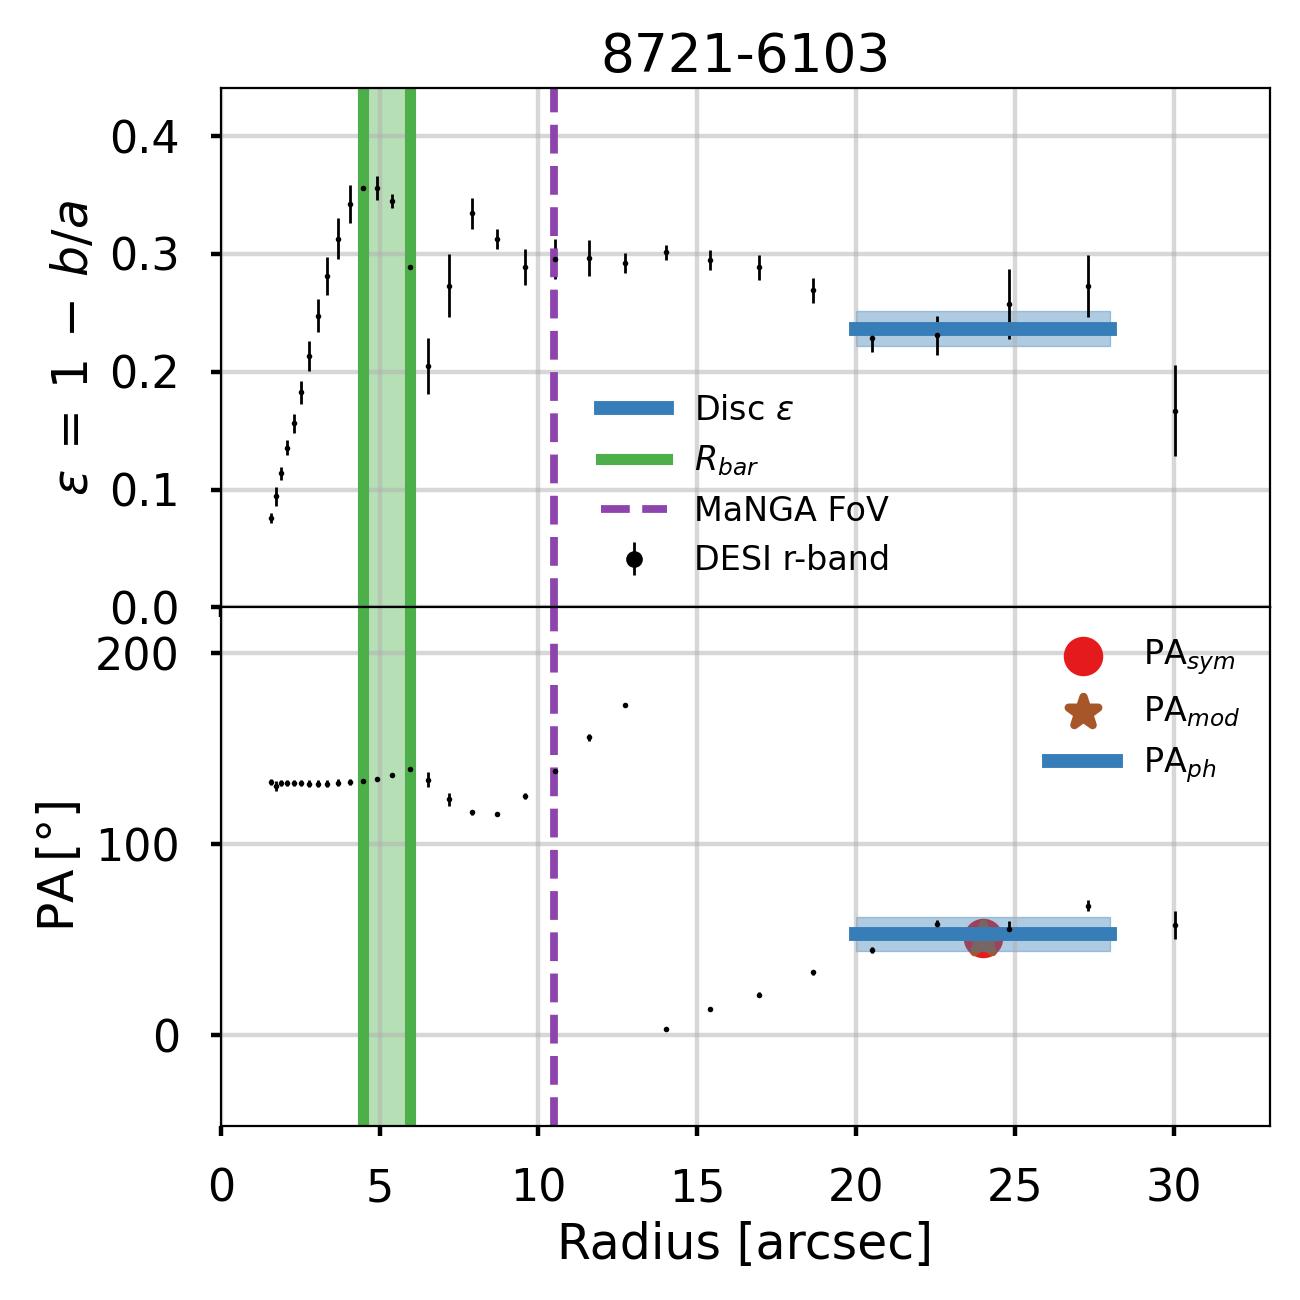 8721-6103
0.4
0.3
0.2
0.1
0.0
ε = 1 − b/a
Disc ε
R_bar
MaNGA FoV
DESI r-band
200
100
0
PA [°]
PA_sym
PA_mod
PA_ph
0 5 10 15 20 25 30
Radius [arcsec]